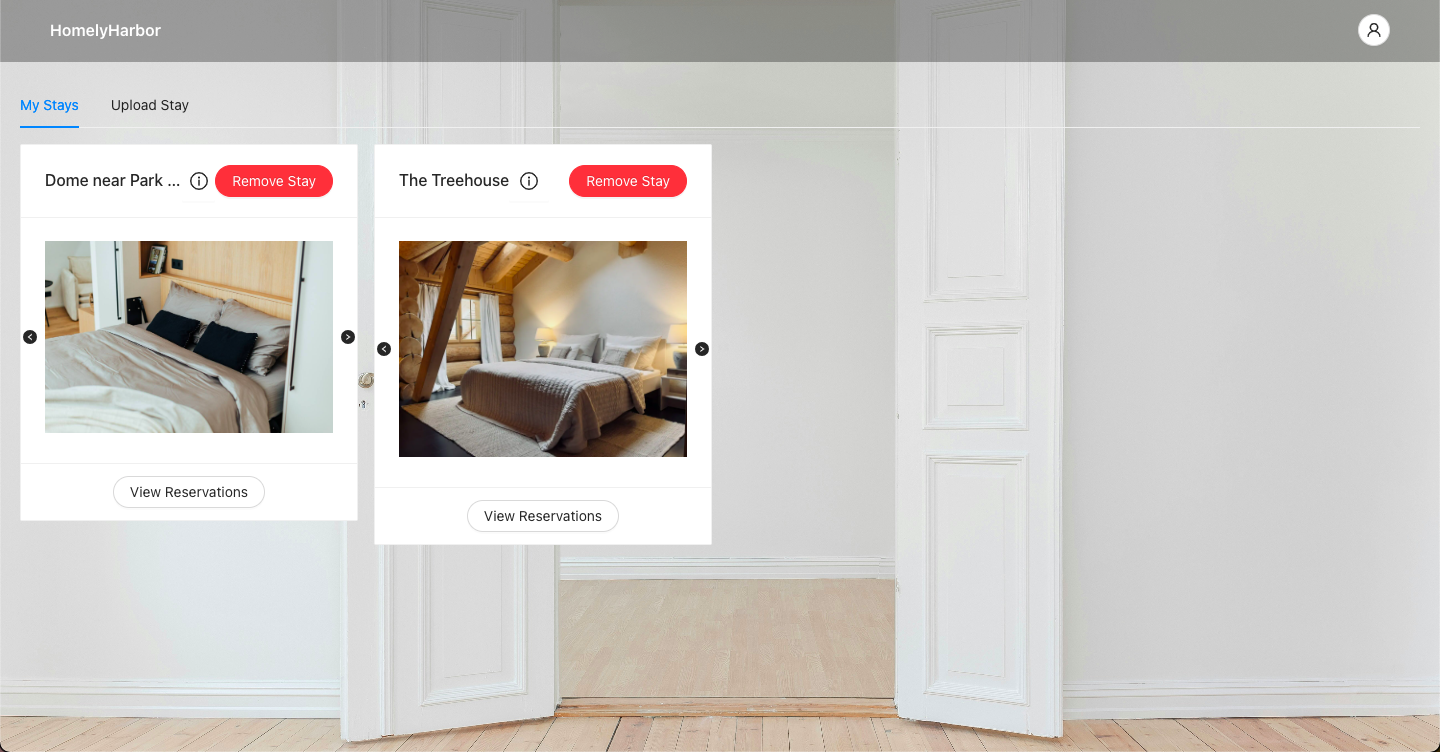 HomelyHarbor
My Stays
Upload Stay
Dome near Park ...
Remove Stay
The Treehouse
Remove Stay
View Reservations
View Reservations